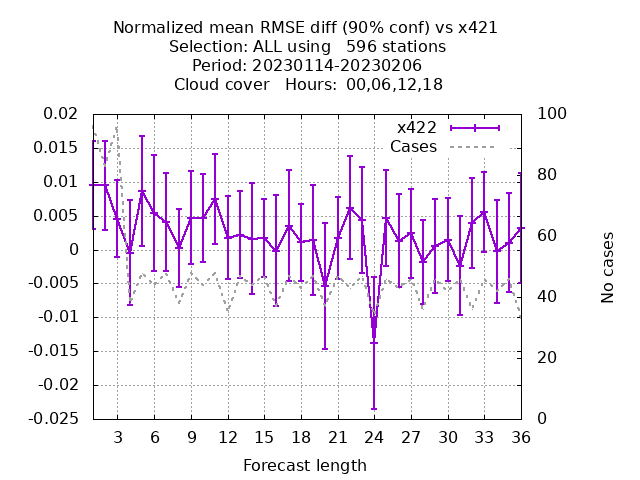 Normalized mean RMSE diff (90% conf) vs x421
Selection: ALL using   596 stations
Period: 20230114-20230206
Cloud cover   Hours: 00,06,12,18
0.02
0.015
0.01
0.005
0
-0.005
-0.01
-0.015
-0.02
-0.025
100
80
60
40
20
0
x422
Cases
No cases
3 6 9 12 15 18 21 24 27 30 33 36
Forecast length